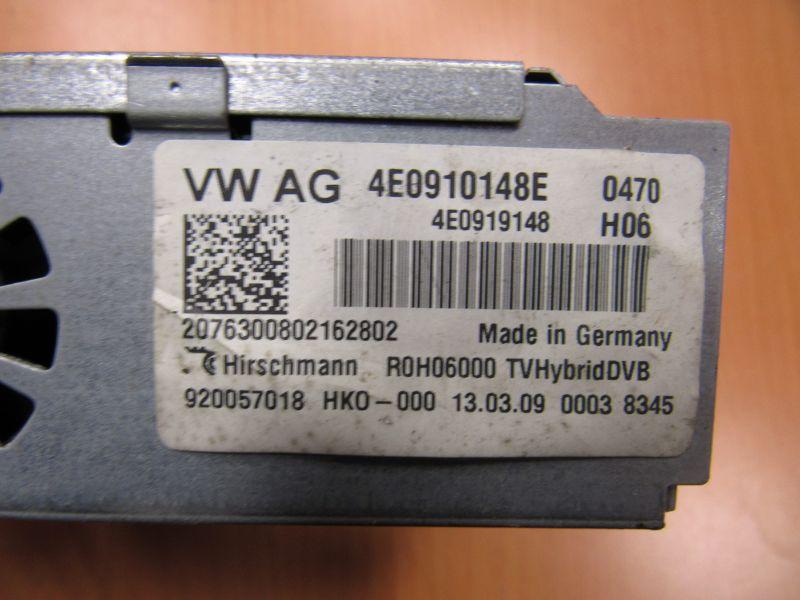 VW AG 4E0910148E 0470
4E0919148 H06
2076300802162802 Made in Germany
Hirschmann R0H06000 TVHybridDVB
920057018 HKO-000 13.03.09 0003 8345